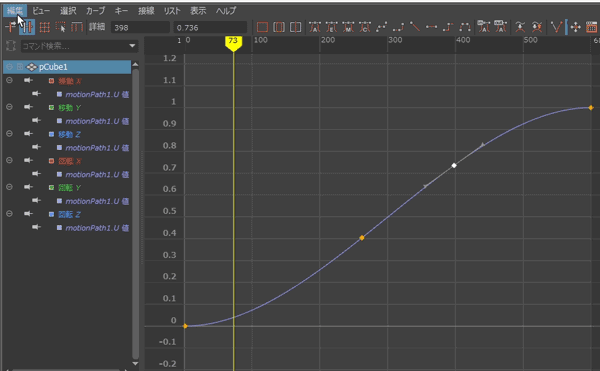 編集 ビュー 選択 カーブ キー 接線 リスト 表示 ヘルプ
詳細 398 0.736
コマンド検索...
1 0 73 100 200 300 400 500 600
pCube1
移動 X
motionPath1.U 値
移動 Y
motionPath1.U 値
移動 Z
motionPath1.U 値
回転 X
motionPath1.U 値
回転 Y
motionPath1.U 値
回転 Z
motionPath1.U 値
1.2
1.1
1
0.9
0.8
0.7
0.6
0.5
0.4
0.3
0.2
0.1
0
-0.1
-0.2